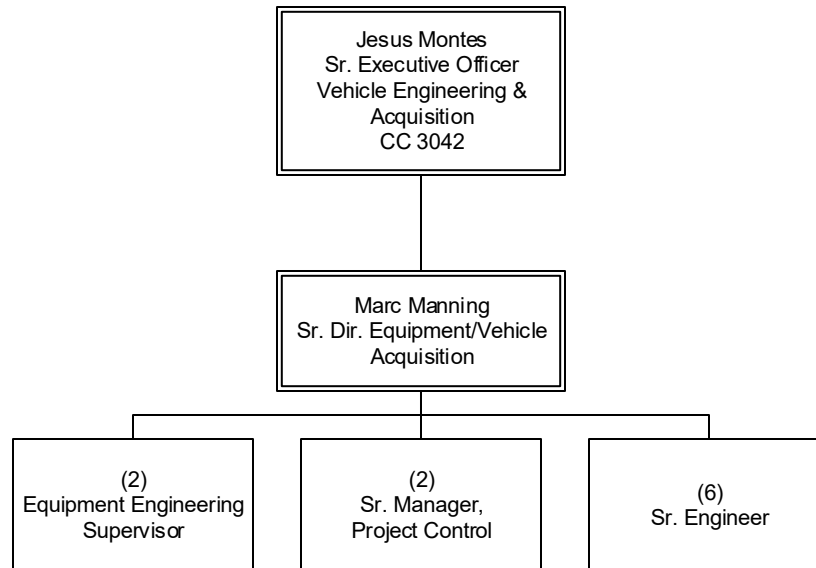 Jesus Montes
Sr. Executive Officer
Vehicle Engineering &
Acquisition
CC 3042
Marc Manning
Sr. Dir. Equipment/Vehicle
Acquisition
(2)
Equipment Engineering
Supervisor
(2)
Sr. Manager,
Project Control
(6)
Sr. Engineer